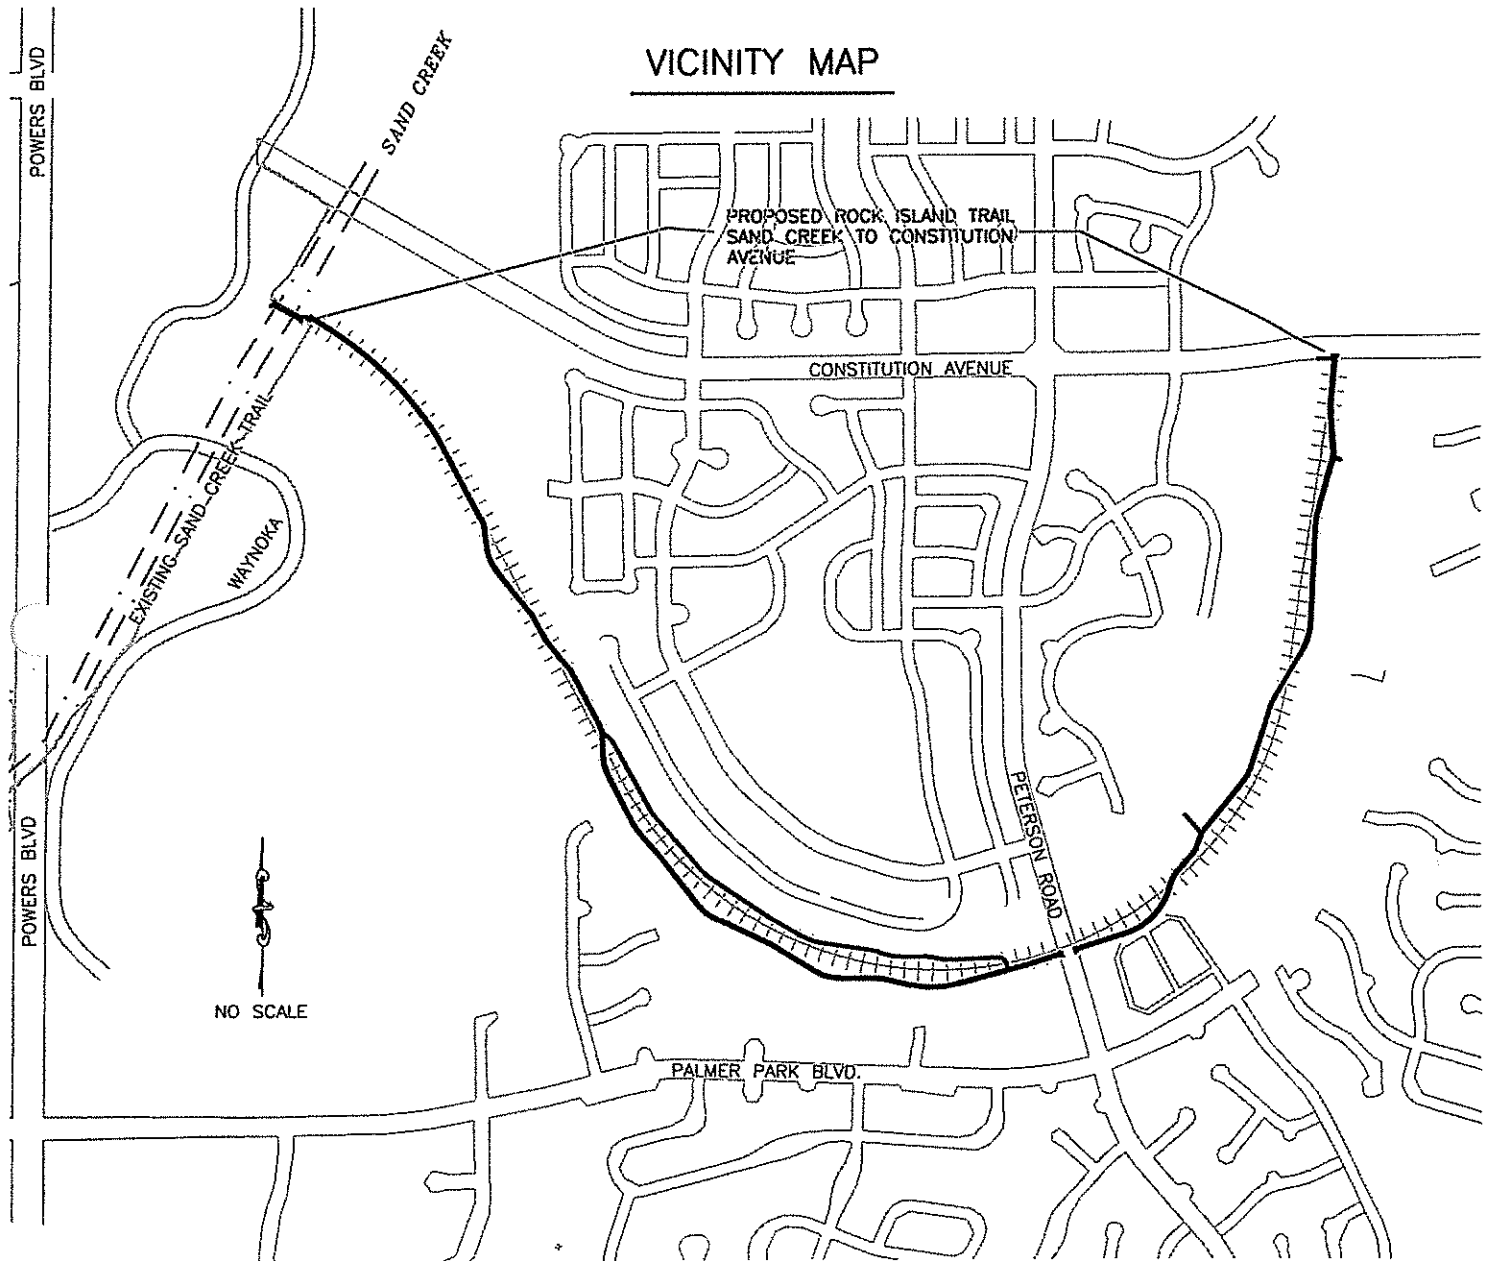 VICINITY MAP
POWERS BLVD
SAND CREEK
PROPOSED ROCK ISLAND TRAIL
SAND CREEK TO CONSTITUTION
AVENUE
CONSTITUTION AVENUE
EXISTING SAND CREEK TRAIL
WAYNOKA
PETERSON ROAD
POWERS BLVD
NO SCALE
PALMER PARK BLVD.